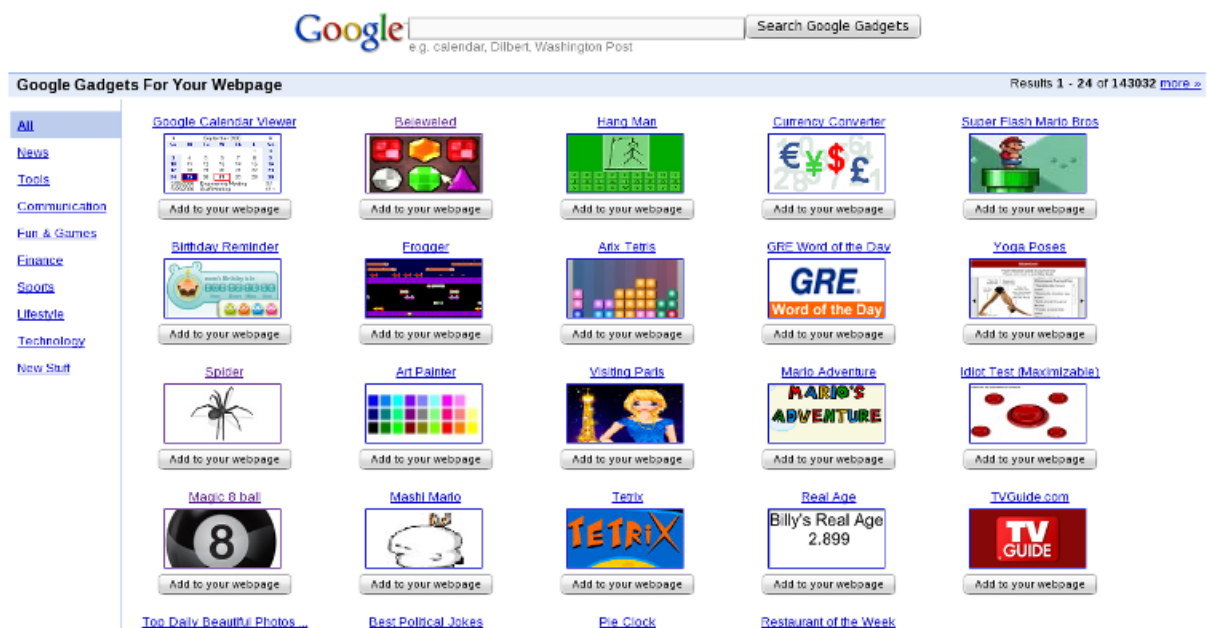 Google
Search Google Gadgets
e.g. calendar, Dilbert, Washington Post
Google Gadgets For Your Webpage
Results 1 - 24 of 143032 more »
All
News
Tools
Communication
Fun & Games
Finance
Sports
Lifestyle
Technology
New Stuff
Google Calendar Viewer
Bejeweled
Hang Man
Currency Converter
Super Flash Mario Bros
€¥$£
Add to your webpage
Add to your webpage
Add to your webpage
Add to your webpage
Add to your webpage
Birthday Reminder
Frogger
Arix Tetris
GRE Word of the Day
Yoga Poses
GRE
Word of the Day
Add to your webpage
Add to your webpage
Add to your webpage
Add to your webpage
Add to your webpage
Spider
Art Painter
Visiting Paris
Mario Adventure
Idiot Test (Maximizable)
MARIO'S
ADVENTURE
Add to your webpage
Add to your webpage
Add to your webpage
Add to your webpage
Add to your webpage
Magic 8 ball
Mashi Mario
Tetrix
Real Age
TVGuide.com
8
TETRIX
Billy's Real Age
2.899
TV
GUIDE
Add to your webpage
Add to your webpage
Add to your webpage
Add to your webpage
Add to your webpage
Top Daily Beautiful Photos ...
Best Political Jokes
Pie Clock
Restaurant of the Week